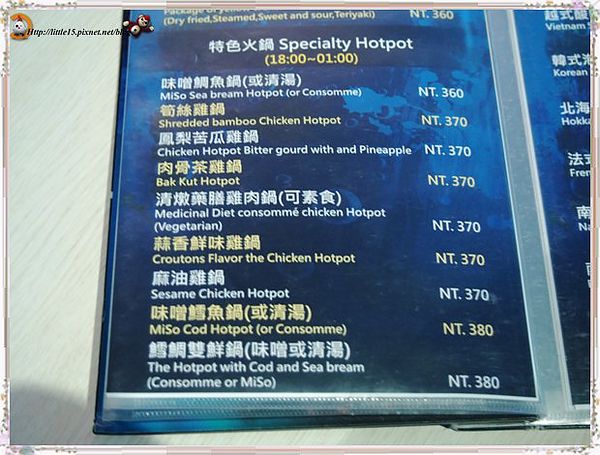 Http://little15.pixnet.net/blog
(Dry fried,Steamed,Sweet and sour,Teriyaki) NT. 360
特色火鍋 Specialty Hotpot
(18:00~01:00)
味噌鯛魚鍋(或清湯)
MiSo Sea bream Hotpot (or Consomme) NT. 360
筍絲雞鍋
Shredded bamboo Chicken Hotpot NT. 370
鳳梨苦瓜雞鍋
Chicken Hotpot Bitter gourd with and Pineapple NT. 370
肉骨茶雞鍋
Bak Kut Hotpot NT. 370
清燉藥膳雞肉鍋(可素食)
Medicinal Diet consommé chicken Hotpot
(Vegetarian) NT. 370
蒜香鮮味雞鍋
Croutons Flavor the Chicken Hotpot NT. 370
麻油雞鍋
Sesame Chicken Hotpot NT. 370
味噌鱈魚鍋(或清湯)
MiSo Cod Hotpot (or Consomme) NT. 380
鱈鯛雙鮮鍋(味噌或清湯)
The Hotpot with Cod and Sea bream
(Consomme or MiSo) NT. 380
越式酸
Vietnam
韓式
Korean
北海
Hokka
法式
Fren
南
Na